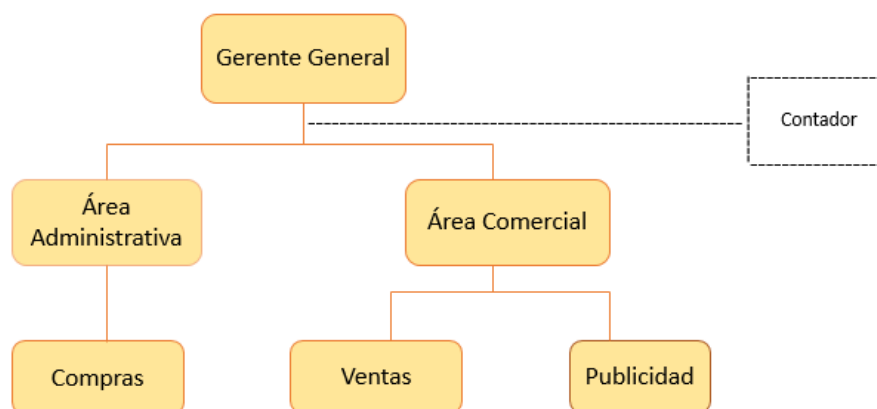 Gerente General
Contador
Área
Administrativa
Área Comercial
Compras
Ventas
Publicidad